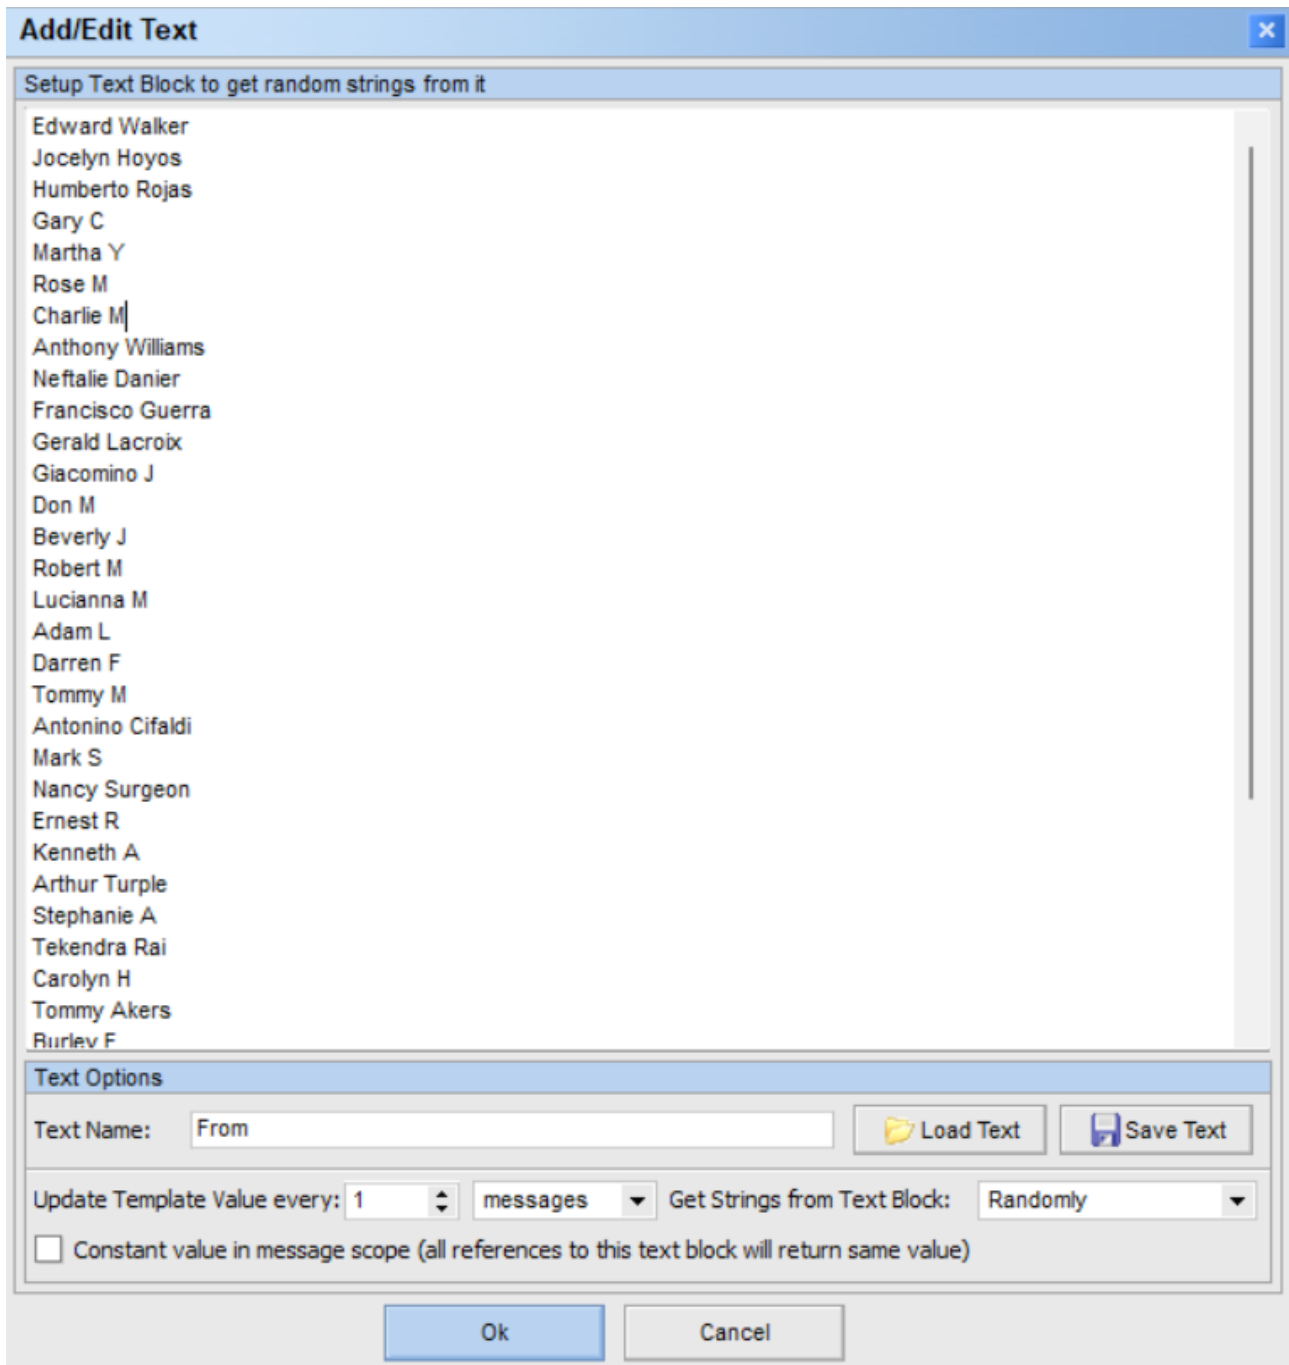 Add/Edit Text
Setup Text Block to get random strings from it
Edward Walker
Jocelyn Hoyos
Humberto Rojas
Gary C
Martha Y
Rose M
Charlie M
Anthony Williams
Neftalie Danier
Francisco Guerra
Gerald Lacroix
Giacomino J
Don M
Beverly J
Robert M
Lucianna M
Adam L
Darren F
Tommy M
Antonino Cifaldi
Mark S
Nancy Surgeon
Ernest R
Kenneth A
Arthur Turple
Stephanie A
Tekendra Rai
Carolyn H
Tommy Akers
Text Options
Text Name: From Load Text Save Text
Update Template Value every: 1 messages Get Strings from Text Block: Randomly
Constant value in message scope (all references to this text block will return same value)
Ok Cancel